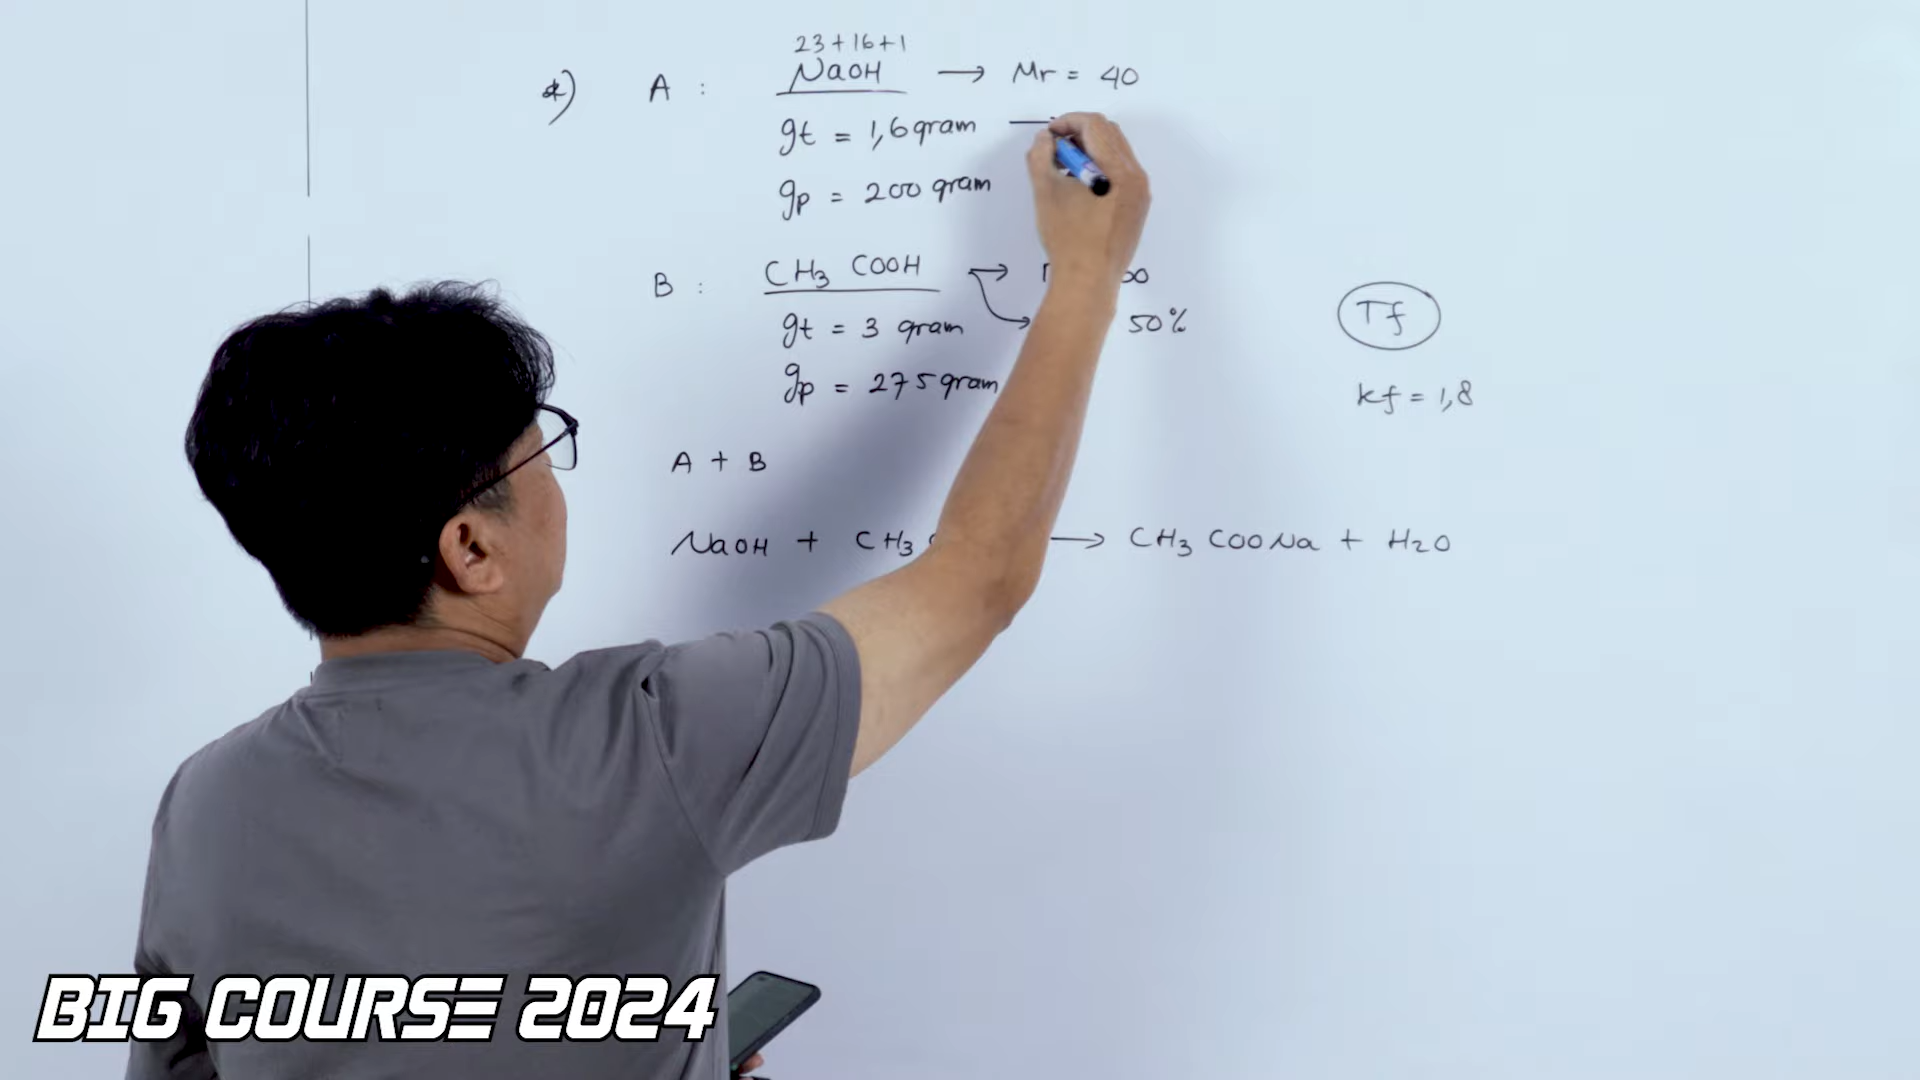 23+16+1
*) A : NaOH → Mr = 40
gt = 1,6 gram
gp = 200 gram
B : CH3 COOH →
50%
gt = 3 gram
gp = 275 gram
Tf
kf = 1,8
A + B
NaOH + CH3 → CH3 COONa + H2O
BIG COURSE 2024